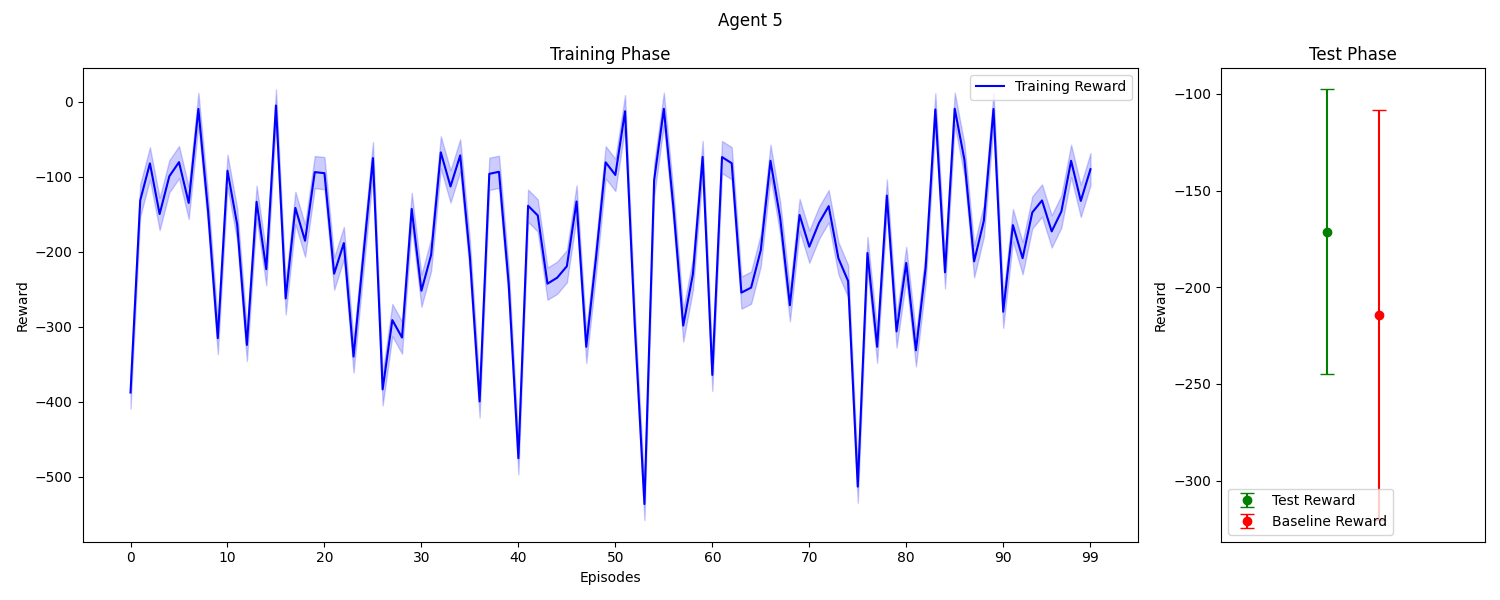 Agent 5
Training Phase
Training Reward
Reward
0
−100
−200
−300
−400
−500
0 10 20 30 40 50 60 70 80 90 99
Episodes
Test Phase
Reward
−100
−150
−200
−250
−300
Test Reward
Baseline Reward